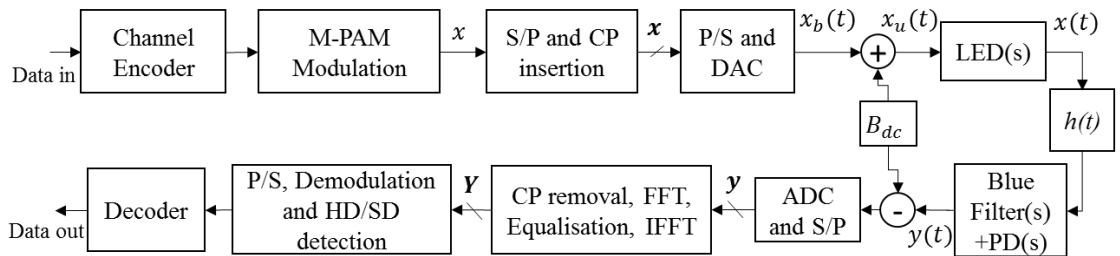 Data in
Channel
Encoder
M-PAM
Modulation
x
S/P and CP
insertion
x
P/S and
DAC
x_b(t)
+
x_u(t)
LED(s)
x(t)
h(t)
B_dc
Blue
Filter(s)
+PD(s)
y(t)
-
ADC
and S/P
y
CP removal, FFT,
Equalisation, IFFT
Y
P/S, Demodulation
and HD/SD
detection
Decoder
Data out